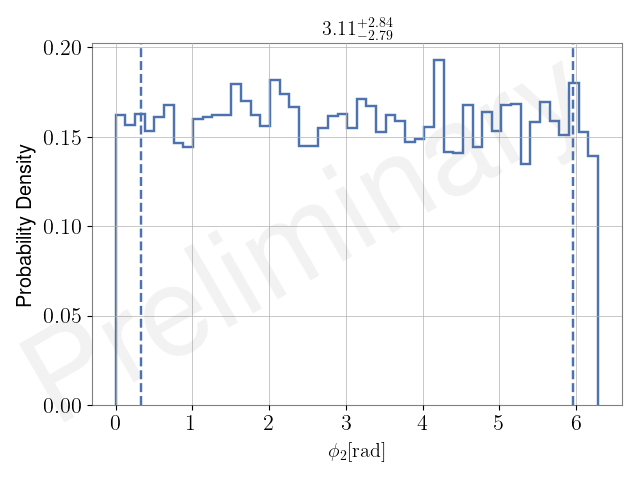 3.11^{+2.84}_{-2.79}
0.20
0.15
0.10
0.05
0.00
Probability Density
Preliminary
0 1 2 3 4 5 6
ϕ₂[rad]